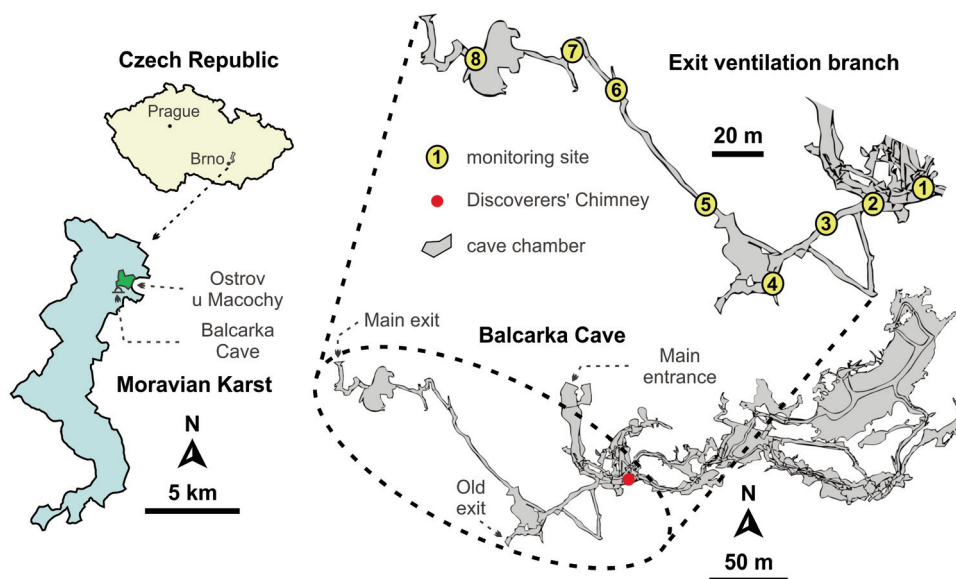 Czech Republic
Prague
Brno
Ostrov
u Macochy
Balcarka
Cave
Moravian Karst
N
5 km
Exit ventilation branch
20 m
8
7
6
5
4
3
2
1
1 monitoring site
Discoverers' Chimney
cave chamber
Balcarka Cave
Main exit
Main
entrance
Old
exit
N
50 m